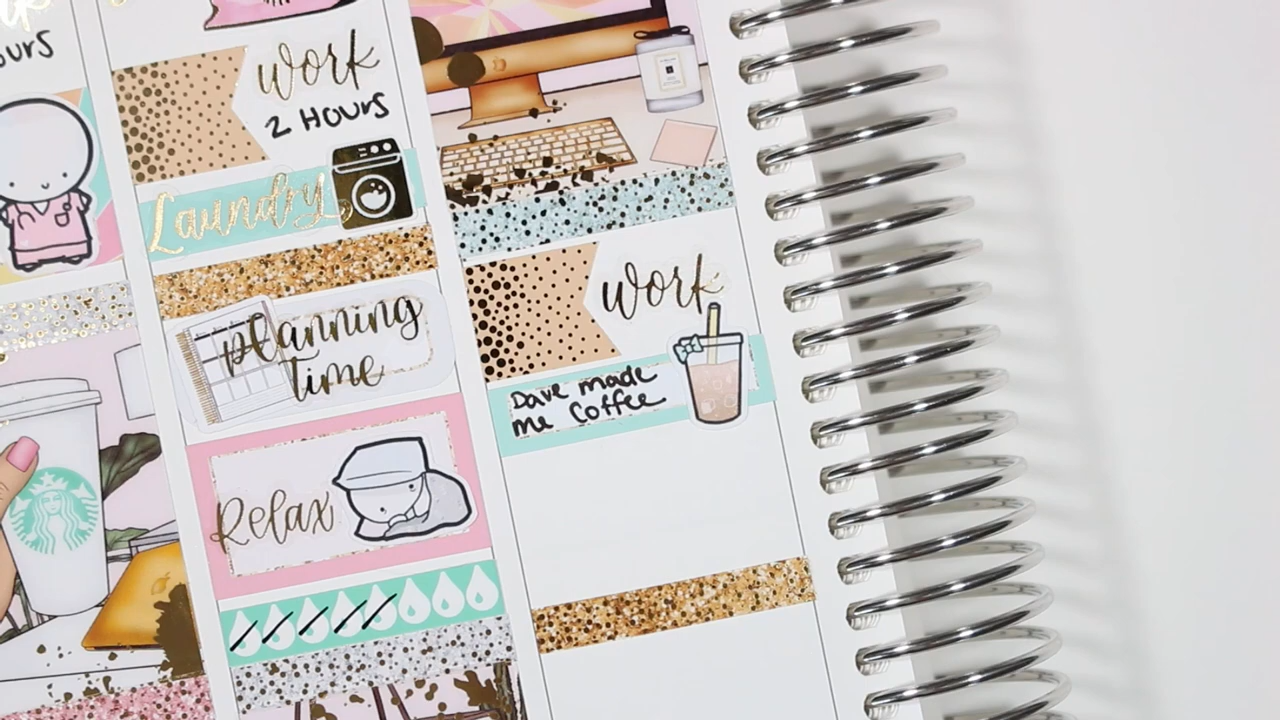 ours
work
2 HOURS
Laundry
planning
time
Relax
work
Dave made
me Coffee